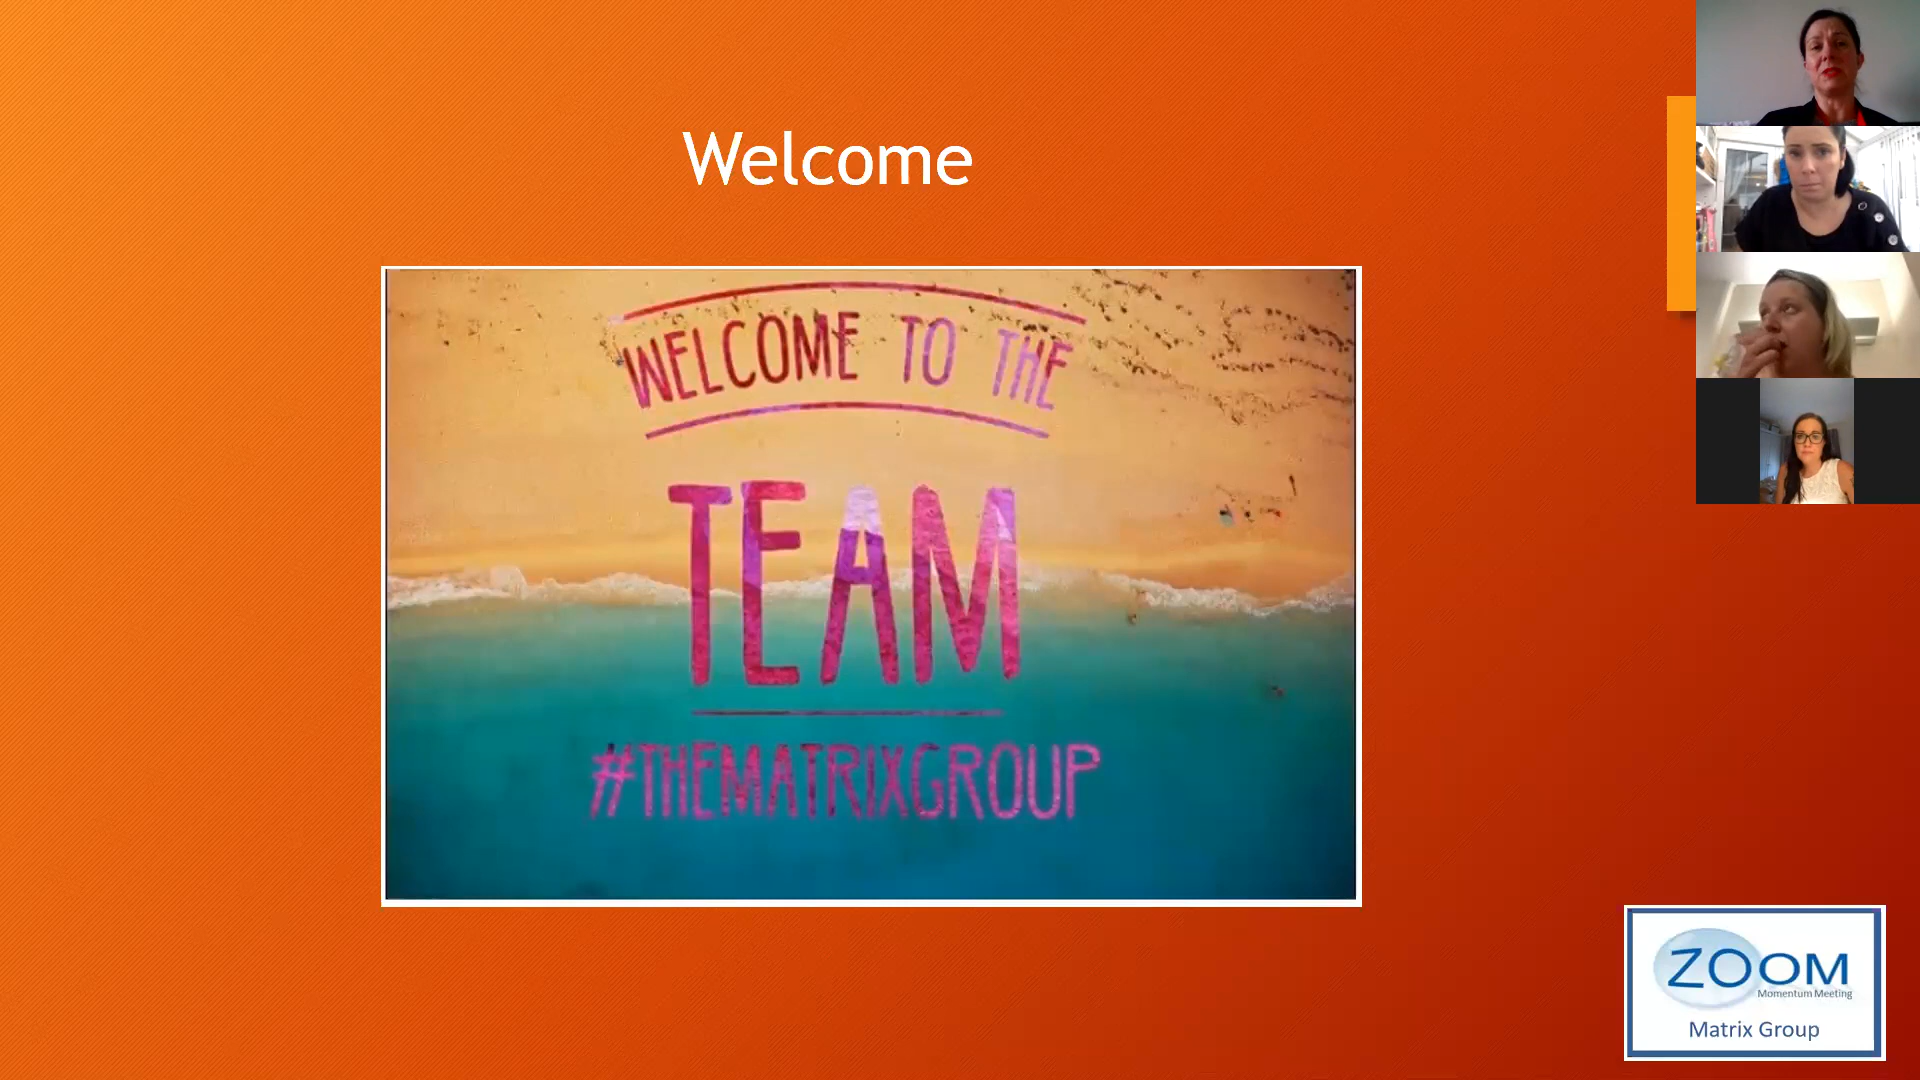 Welcome
WELCOME TO THE
TEAM
#THEMATRIXGROUP
ZOOM
Momentum Meeting
Matrix Group